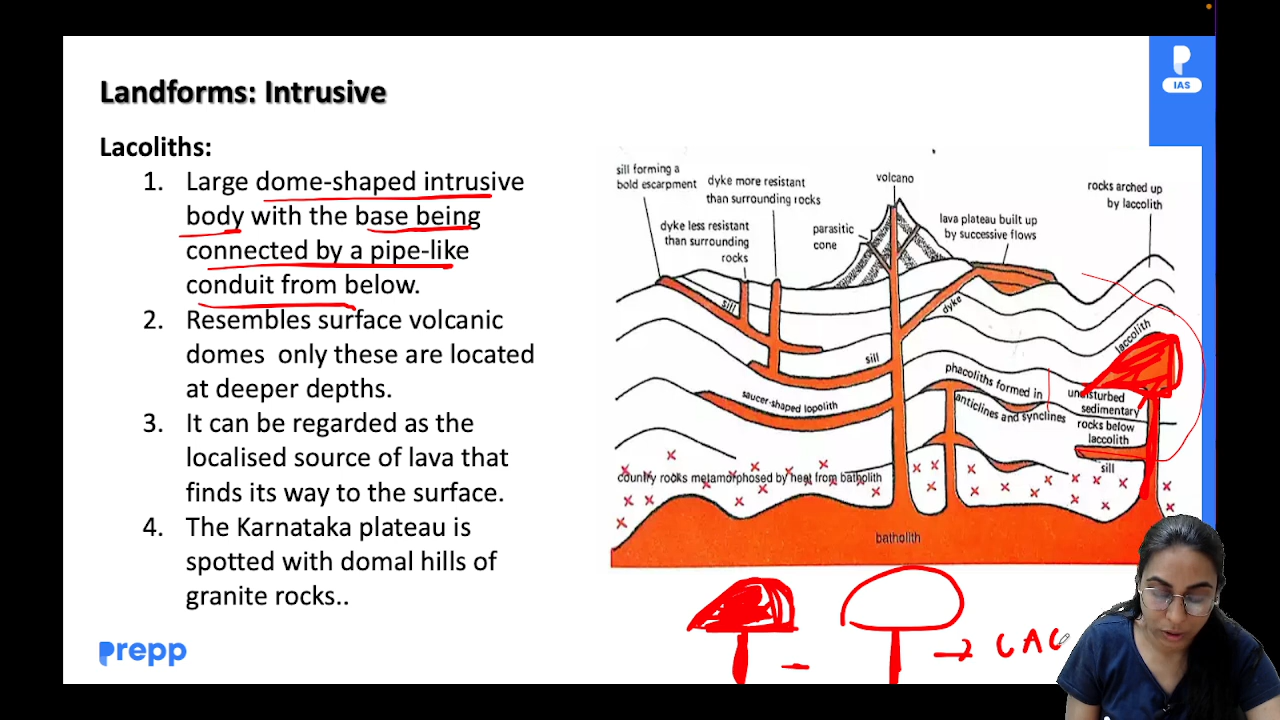 Landforms: Intrusive
P
IAS
Lacoliths:
1. Large dome-shaped intrusive
body with the base being
connected by a pipe-like
conduit from below.
2. Resembles surface volcanic
domes only these are located
at deeper depths.
3. It can be regarded as the
localised source of lava that
finds its way to the surface.
4. The Karnataka plateau is
spotted with domal hills of
granite rocks..
prepp
sill forming a
bold escarpment
dyke more resistant
than surrounding rocks
dyke less resistant
than surrounding
rocks
volcano
parasitic
cone
lava plateau built up
by successive flows
rocks arched up
by laccolith
sill
dyke
laccolith
sill
saucer-shaped lopolith
phacoliths formed in
anticlines and synclines
undisturbed
sedimentary
rocks below
laccolith
sill
country rocks metamorphosed by heat from batholith
batholith
LAC